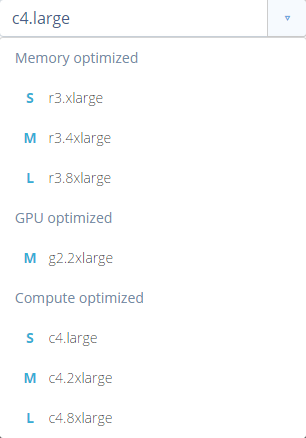 c4.large
Memory optimized
S r3.xlarge
M r3.4xlarge
L r3.8xlarge
GPU optimized
M g2.2xlarge
Compute optimized
S c4.large
M c4.2xlarge
L c4.8xlarge